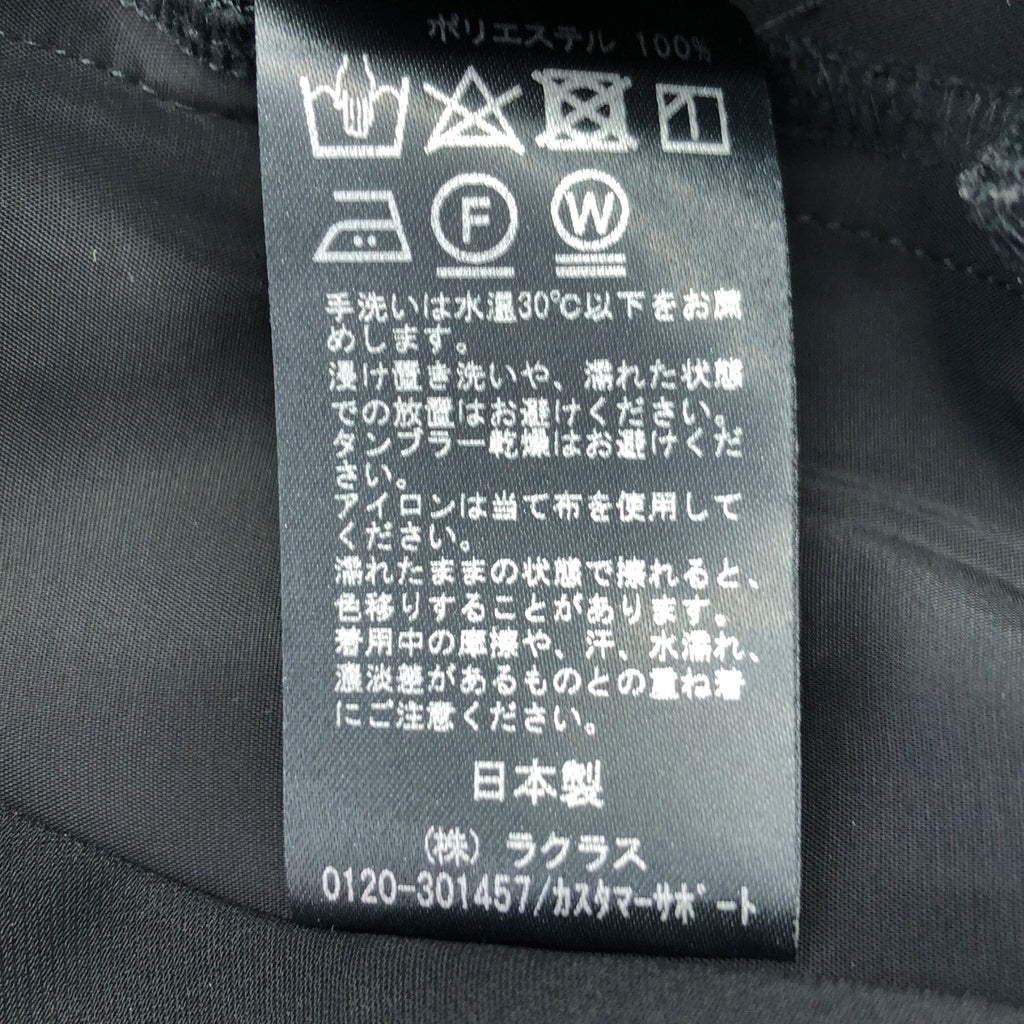 ポリエステル 100%
F W
手洗いは水温30℃以下をお薦
めします。
浸け置き洗いや、濡れた状態
での放置はお避けください。
タンブラー乾燥はお避けくだ
さい。
アイロンは当て布を使用して
ください。
濡れたままの状態で擦れると、
色移りすることがあります。
着用中の摩擦や、汗、水濡れ、
濃淡差があるものとの重ね着
にご注意ください。
日本製
(株) ラクラス
0120-301457/カスタマーサポート